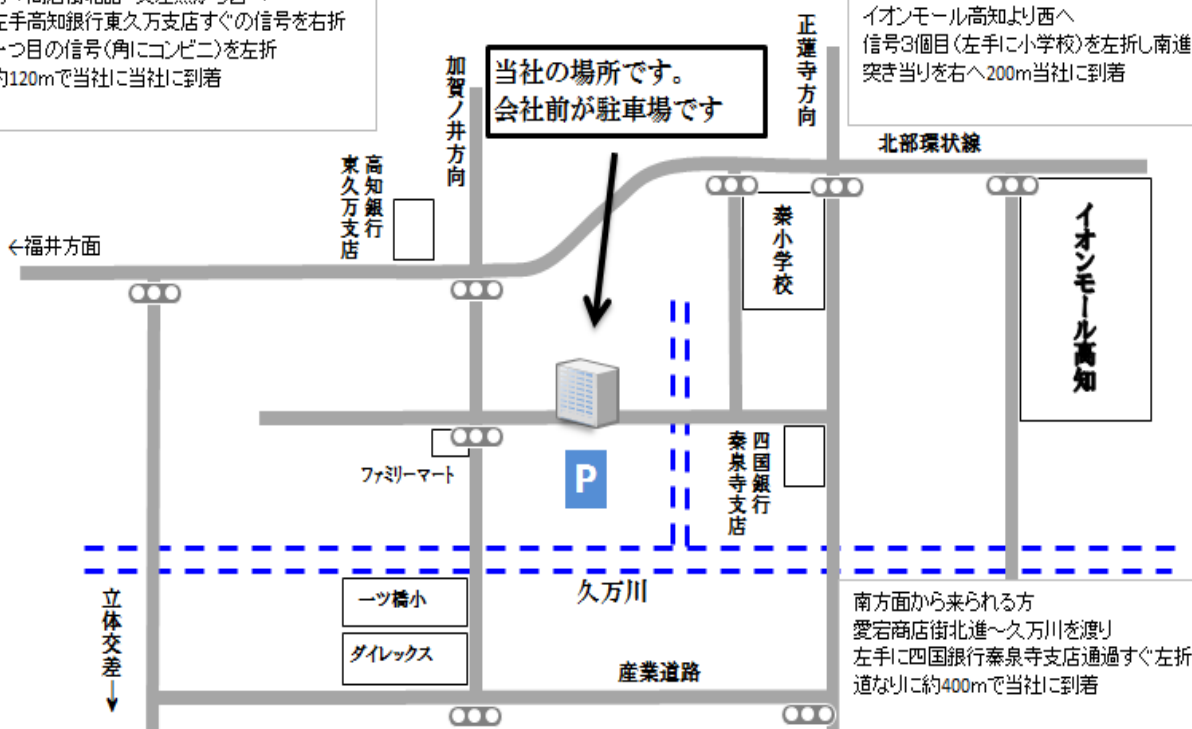 左手高知銀行東久万支店すぐの信号を右折
一つ目の信号(角にコンビニ)を左折
約120mで当社に当社に到着
加賀ノ井方向
当社の場所です。
会社前が駐車場です
正蓮寺方向
イオンモール高知より西へ
信号3個目(左手に小学校)を左折し南進
突き当りを右へ200m当社に到着
北部環状線
高知銀行
東久万支店
←福井方面
秦小学校
イオンモール高知
ファミリーマート
P
四国銀行
秦泉寺支店
久万川
立体交差→
一ツ橋小
ダイレックス
産業道路
南方面から来られる方
愛宕商店街北進～久万川を渡り
左手に四国銀行秦泉寺支店通過すぐ左折
道なりに約400mで当社に到着